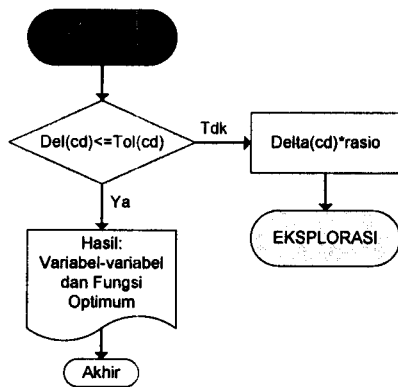 Del(cd)<=Tol(cd)
Tdk
Delta(cd)*rasio
Ya
Hasil:
Variabel-variabel
dan Fungsi
Optimum
EKSPLORASI
Akhir